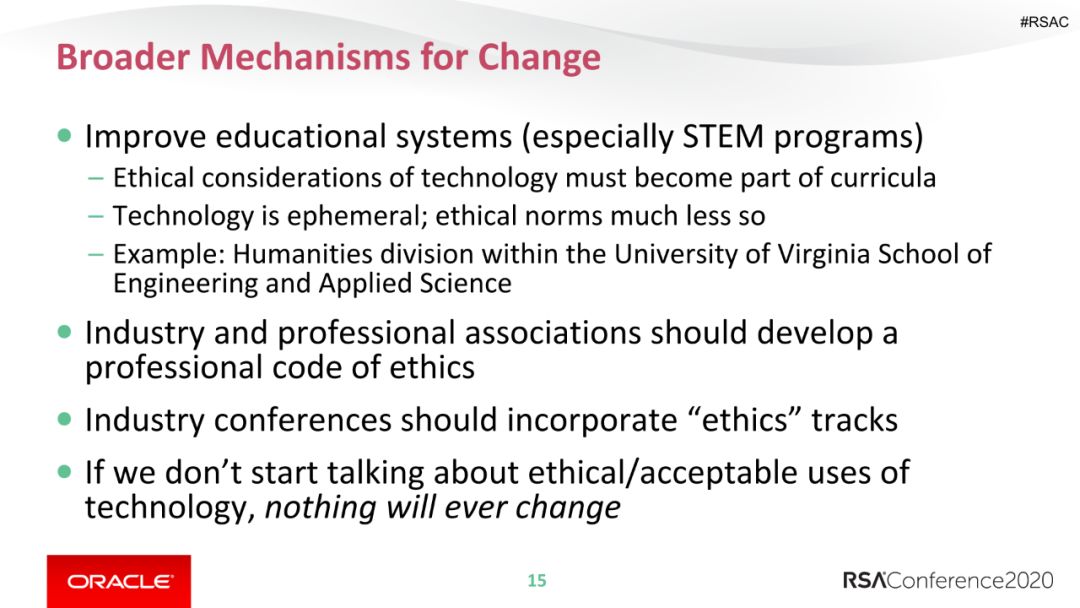 #RSAC
Broader Mechanisms for Change
• Improve educational systems (especially STEM programs)
– Ethical considerations of technology must become part of curricula
– Technology is ephemeral; ethical norms much less so
– Example: Humanities division within the University of Virginia School of
Engineering and Applied Science
• Industry and professional associations should develop a
professional code of ethics
• Industry conferences should incorporate “ethics” tracks
• If we don’t start talking about ethical/acceptable uses of
technology, nothing will ever change
ORACLE®
15
RSAConference2020